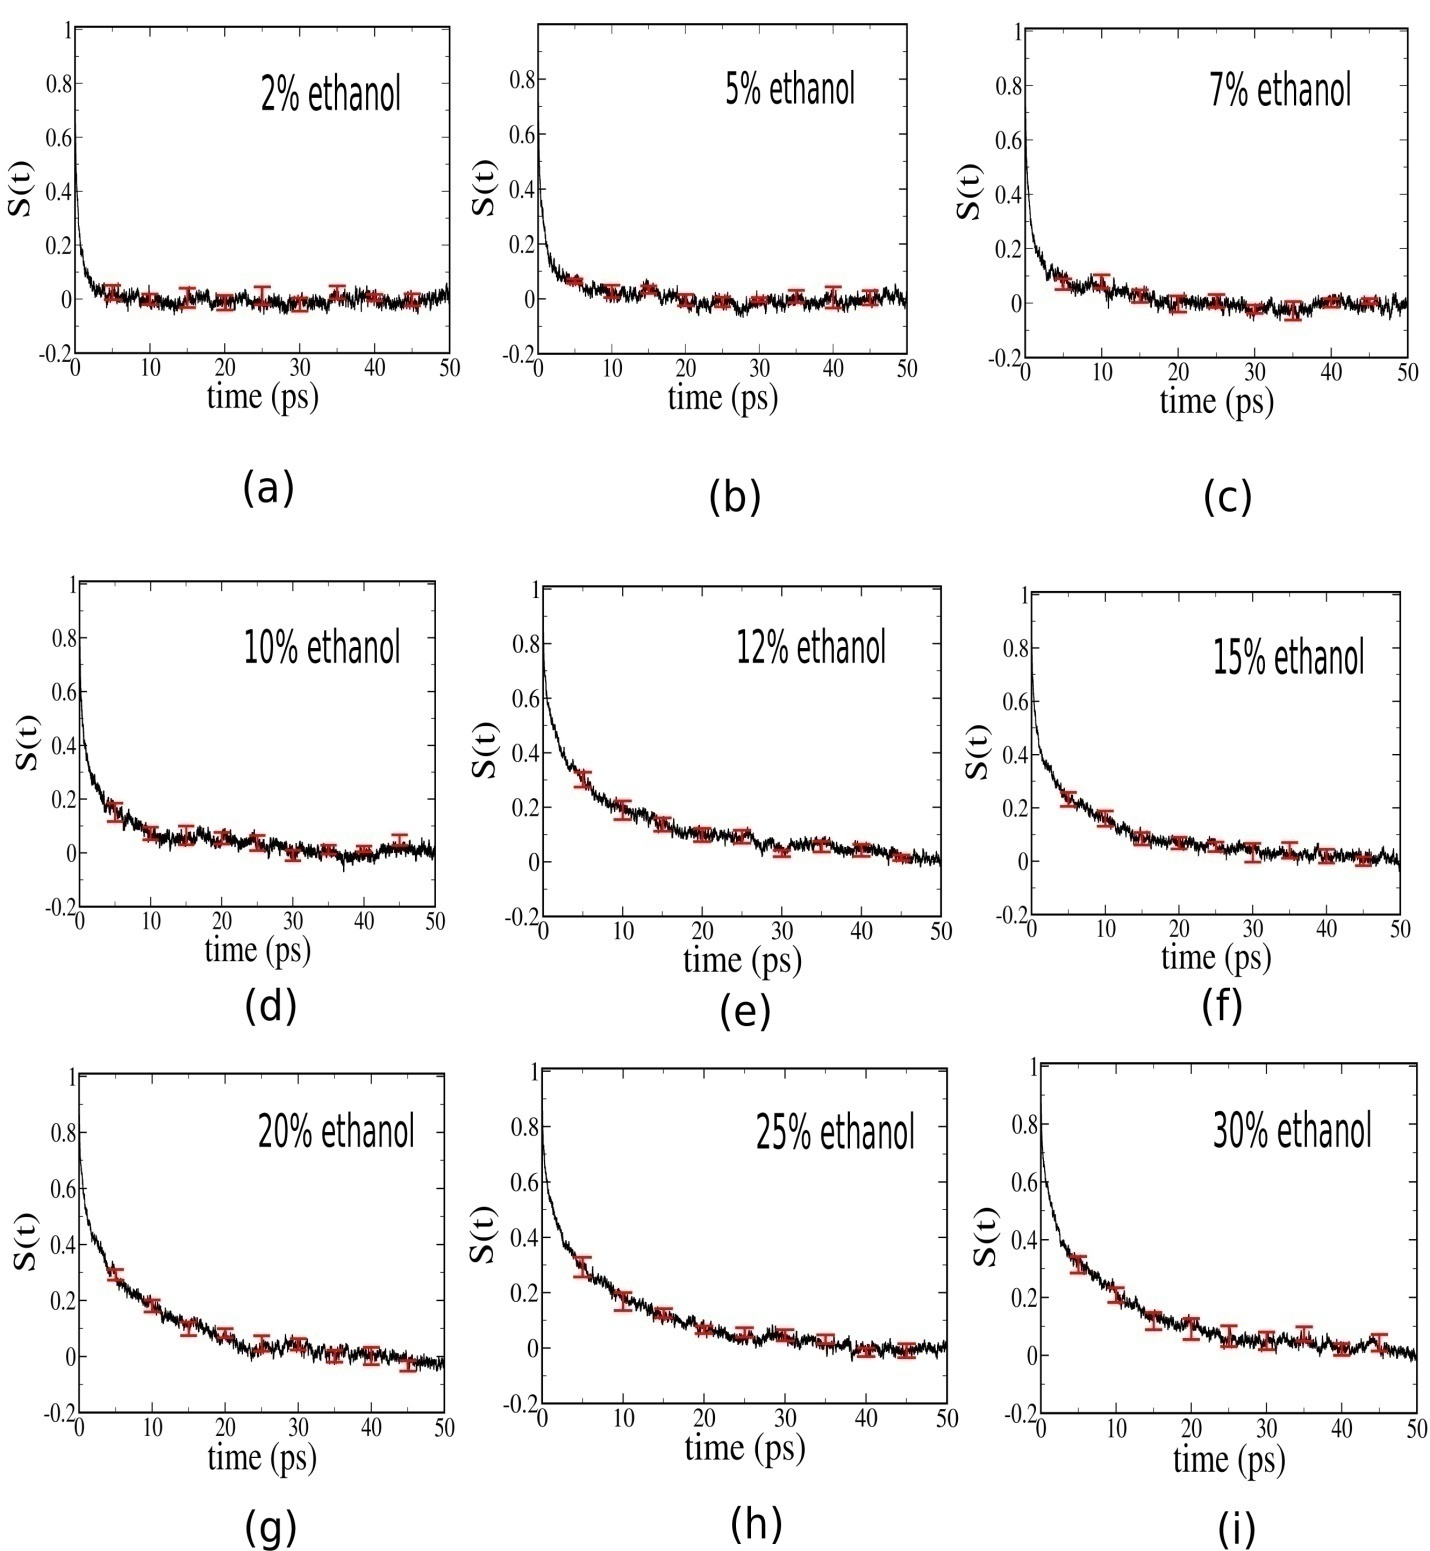 1
0.8
0.6
0.4
0.2
0
-0.2
S(t)
2% ethanol
0 10 20 30 40 50
time (ps)
(a)
0.8
0.6
0.4
0.2
0
-0.2
S(t)
5% ethanol
0 10 20 30 40 50
time (ps)
(b)
1
0.8
0.6
0.4
0.2
0
-0.2
S(t)
7% ethanol
0 10 20 30 40 50
time (ps)
(c)
1
0.8
0.6
0.4
0.2
0
-0.2
S(t)
10% ethanol
0 10 20 30 40 50
time (ps)
(d)
1
0.8
0.6
0.4
0.2
0
-0.2
S(t)
12% ethanol
0 10 20 30 40 50
time (ps)
(e)
1
0.8
0.6
0.4
0.2
0
-0.2
S(t)
15% ethanol
0 10 20 30 40 50
time (ps)
(f)
1
0.8
0.6
0.4
0.2
0
-0.2
S(t)
20% ethanol
0 10 20 30 40 50
time (ps)
(g)
1
0.8
0.6
0.4
0.2
0
-0.2
S(t)
25% ethanol
0 10 20 30 40 50
time (ps)
(h)
1
0.8
0.6
0.4
0.2
0
-0.2
S(t)
30% ethanol
0 10 20 30 40 50
time (ps)
(i)